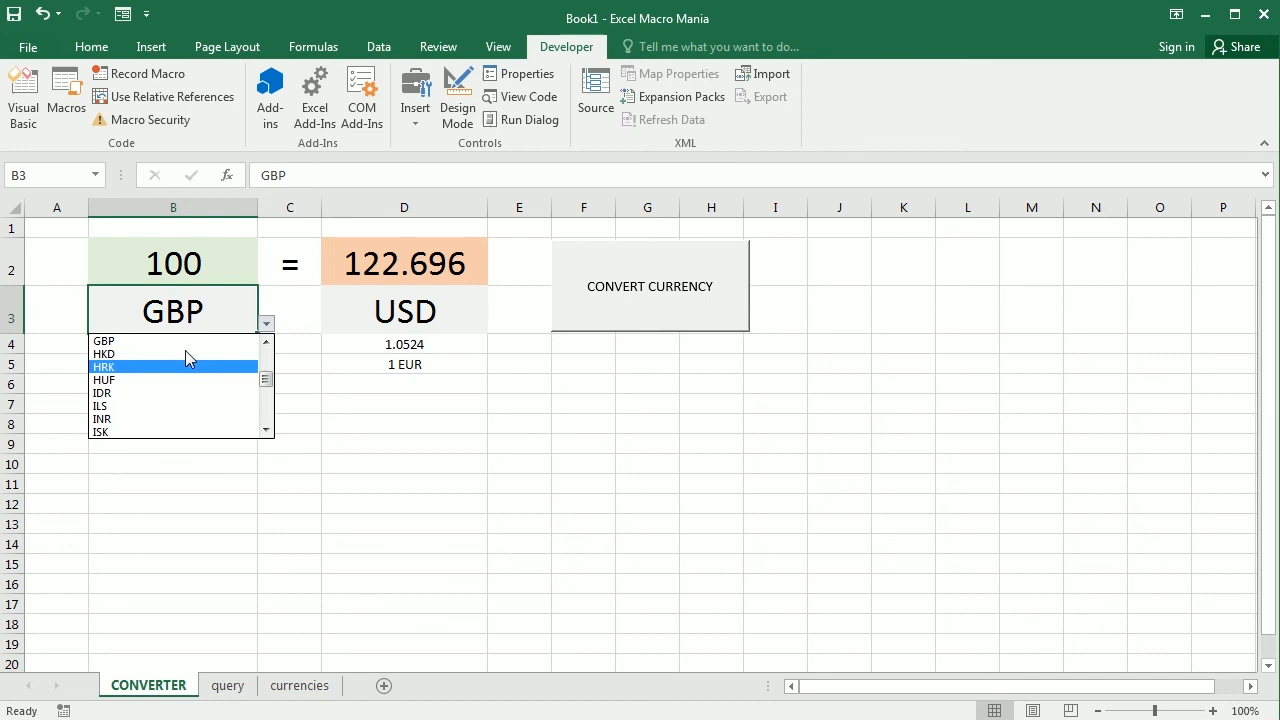 Book1 - Excel Macro Mania
File Home Insert Page Layout Formulas Data Review View Developer Tell me what you want to do... Sign in Share
Visual Basic
Macros
Record Macro
Use Relative References
Macro Security
Code
Add-ins
Excel Add-Ins
COM Add-Ins
Add-Ins
Insert
Design Mode
Properties
View Code
Run Dialog
Controls
Source
Map Properties
Expansion Packs
Refresh Data
Import
Export
XML
B3 fx GBP
A B C D E F G H I J K L M N O P
1
2 100 = 122.696 CONVERT CURRENCY
3 GBP USD
4 1.0524
5 1 EUR
GBP
HKD
HRK
HUF
IDR
ILS
INR
ISK
6
7
8
9
10
11
12
13
14
15
16
17
18
19
20
CONVERTER query currencies
Ready 100%